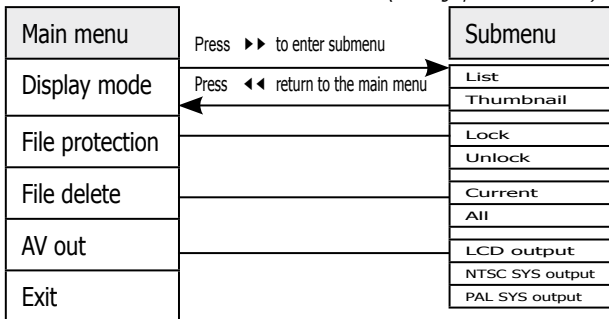 Main menu
Display mode
File protection
File delete
AV out
Exit
Press ▶▶ to enter submenu
Press ◀◀ return to the main menu
Submenu
List
Thumbnail
Lock
Unlock
Current
All
LCD output
NTSC SYS output
PAL SYS output